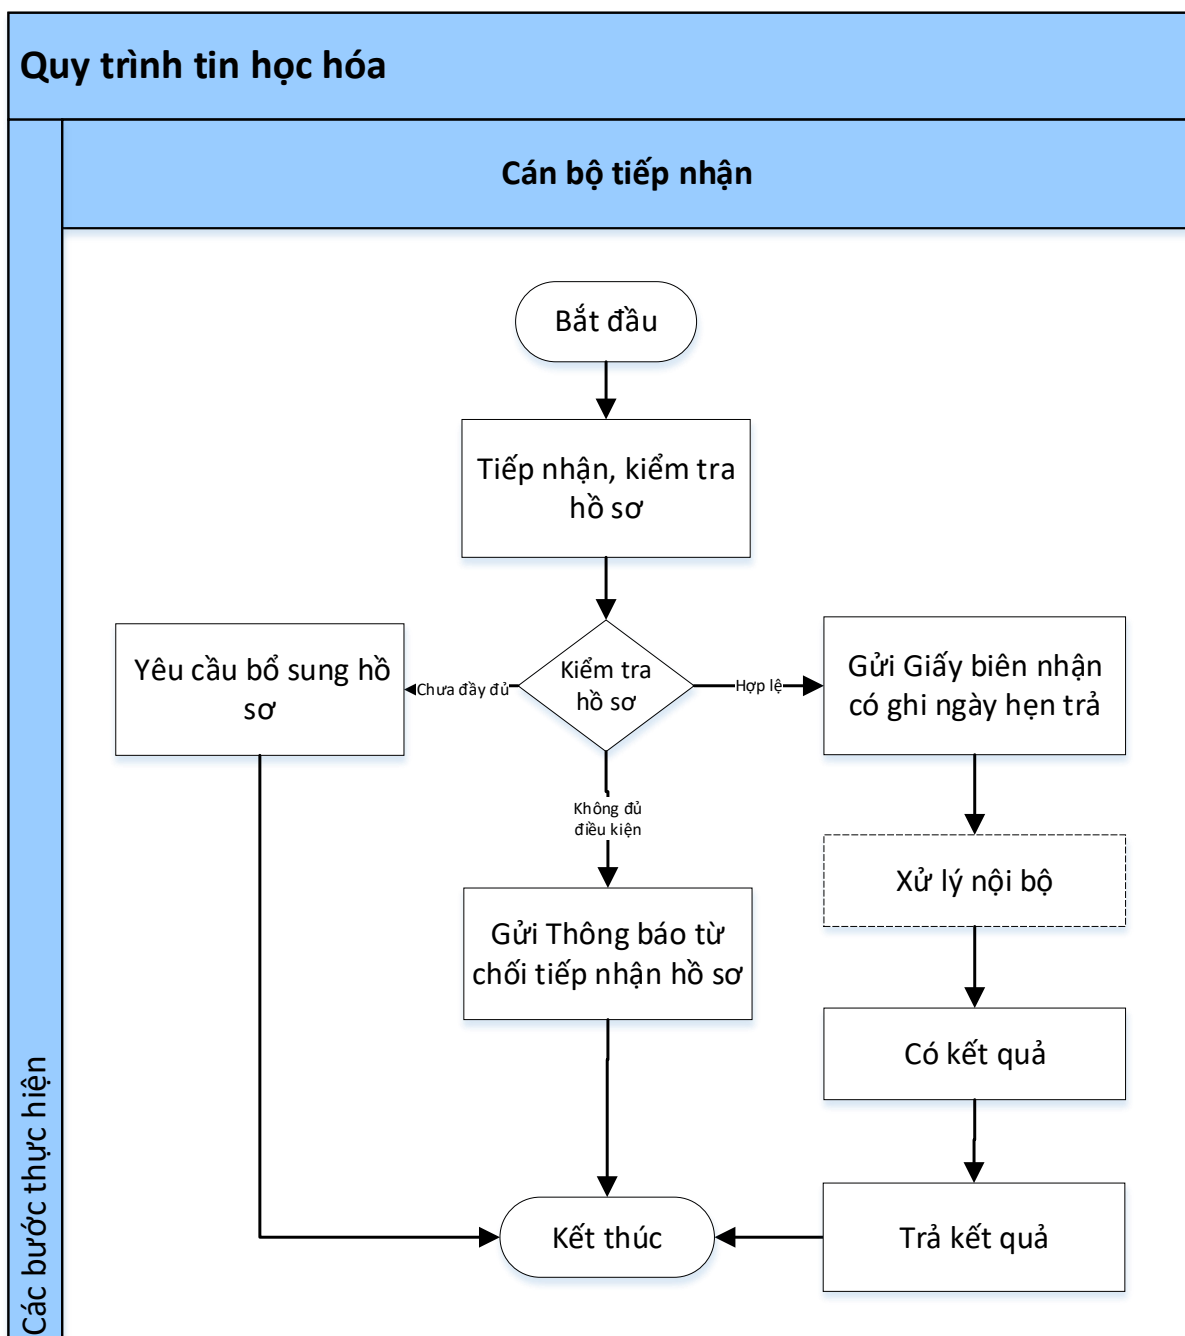 Quy trình tin học hóa
Cán bộ tiếp nhận
Các bước thực hiện
Bắt đầu
Tiếp nhận, kiểm tra
hồ sơ
Yêu cầu bổ sung hồ
sơ
Chưa đầy đủ
Kiểm tra
hồ sơ
Hợp lệ
Gửi Giấy biên nhận
có ghi ngày hẹn trả
Không đủ
điều kiện
Xử lý nội bộ
Gửi Thông báo từ
chối tiếp nhận hồ sơ
Có kết quả
Kết thúc
Trả kết quả